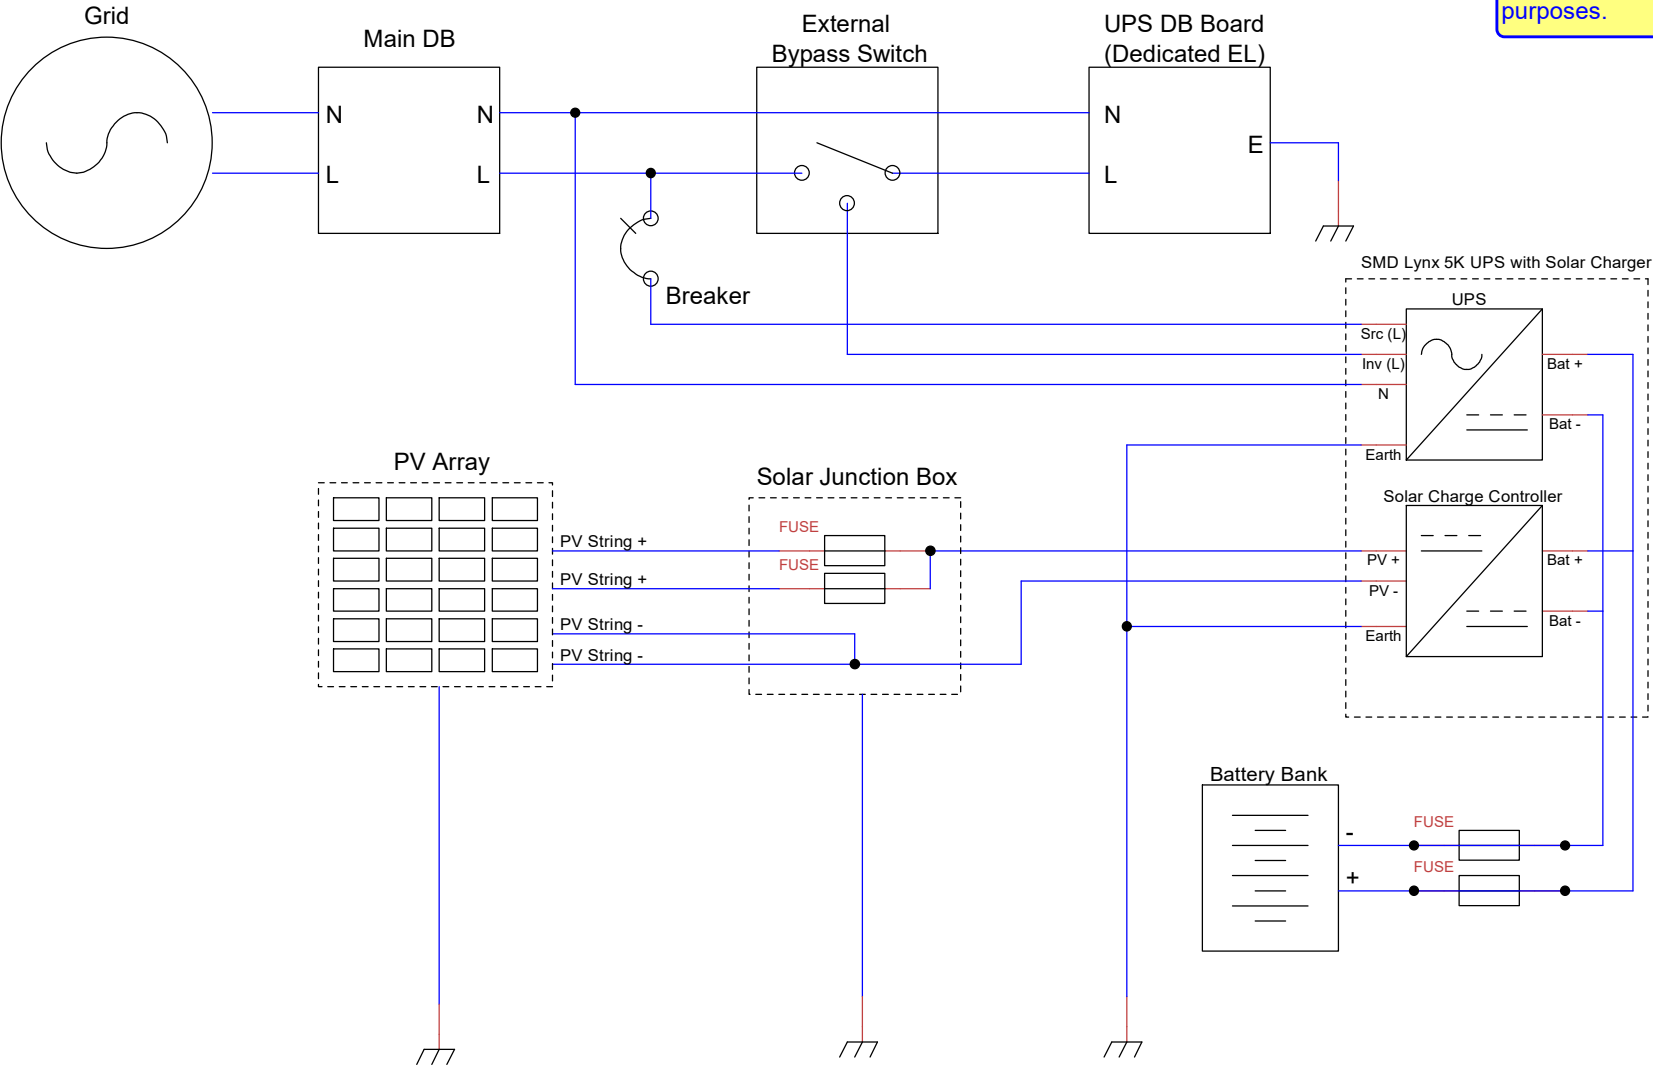 purposes.
Grid
Main DB
External
Bypass Switch
UPS DB Board
(Dedicated EL)
N
N
N
L
L
L
E
Breaker
SMD Lynx 5K UPS with Solar Charger
UPS
Src (L)
Inv (L)
N
Earth
Bat +
Bat -
PV Array
Solar Junction Box
PV String +
PV String +
PV String -
PV String -
FUSE
FUSE
Solar Charge Controller
PV +
PV -
Earth
Bat +
Bat -
Battery Bank
-
+
FUSE
FUSE